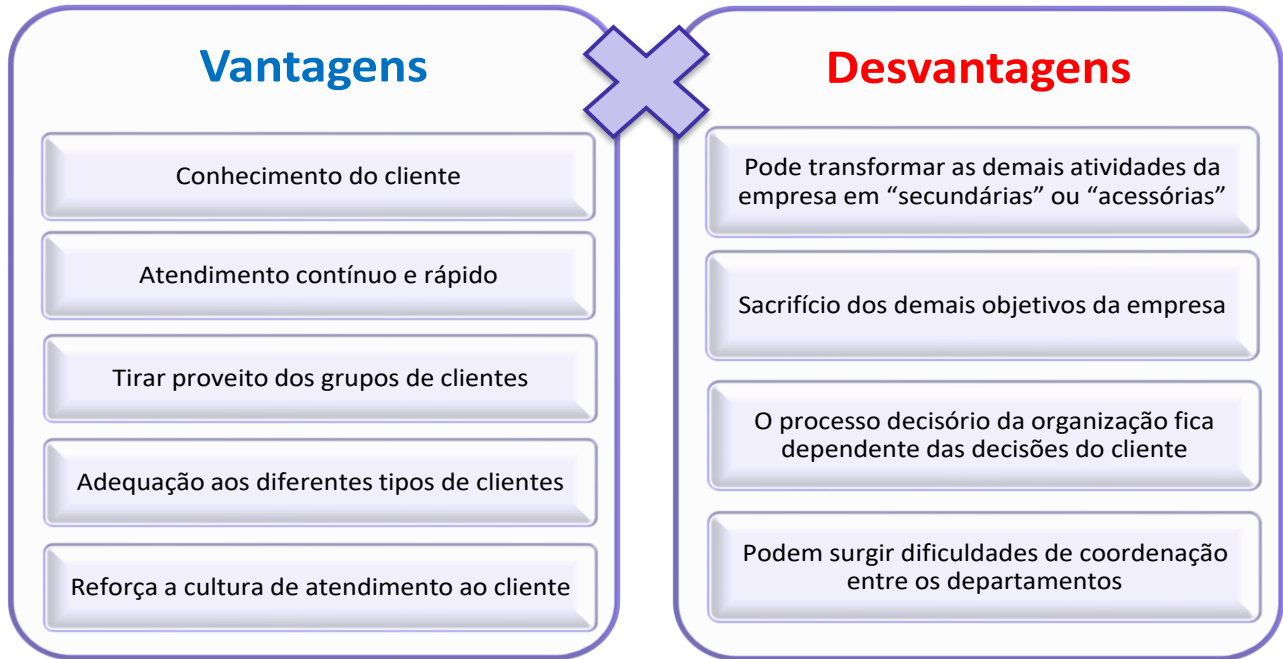 Vantagens
Conhecimento do cliente
Atendimento contínuo e rápido
Tirar proveito dos grupos de clientes
Adequação aos diferentes tipos de clientes
Reforça a cultura de atendimento ao cliente
Desvantagens
Pode transformar as demais atividades da
empresa em “secundárias” ou “acessórias”
Sacrifício dos demais objetivos da empresa
O processo decisório da organização fica
dependente das decisões do cliente
Podem surgir dificuldades de coordenação
entre os departamentos